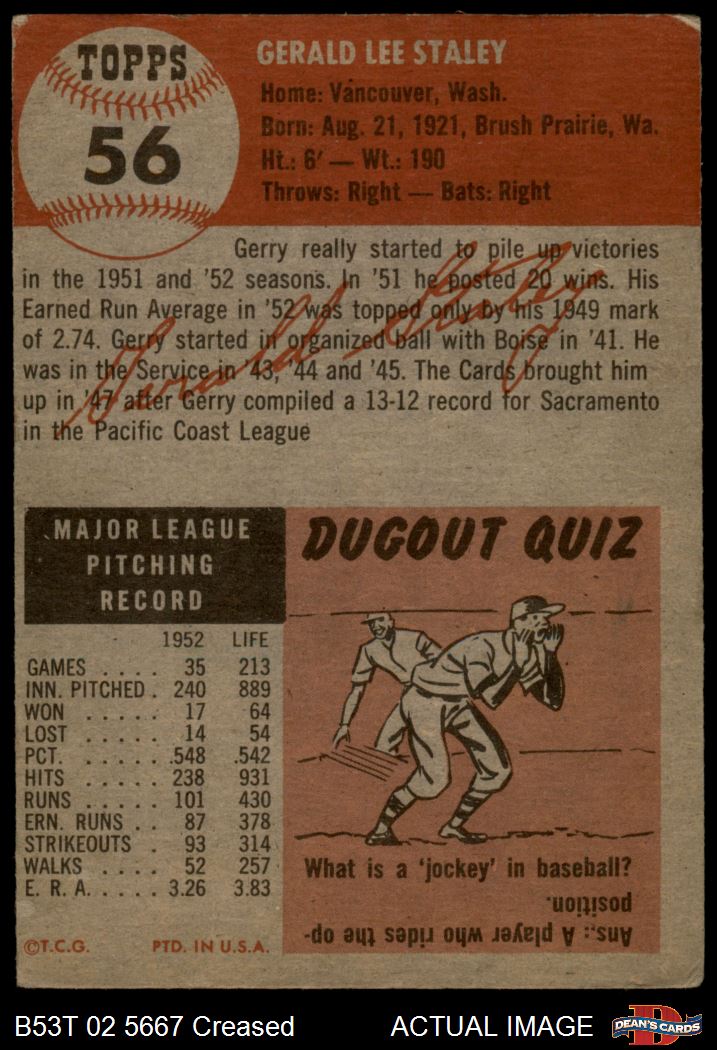 TOPPS
56
GERALD LEE STALEY
Home: Vancouver, Wash.
Born: Aug. 21, 1921, Brush Prairie, Wa.
Ht.: 6' — Wt.: 190
Throws: Right — Bats: Right
Gerry really started to pile up victories
in the 1951 and '52 seasons. In '51 he posted 20 wins. His
Earned Run Average in '52 was topped only by his 1949 mark
of 2.74. Gerry started in organized ball with Boise in '41. He
was in the Service in '43, '44 and '45. The Cards brought him
up in '47 after Gerry compiled a 13-12 record for Sacramento
in the Pacific Coast League
Gerald Staley
MAJOR LEAGUE
PITCHING
RECORD
1952 LIFE
GAMES . . . . 35 213
INN. PITCHED . 240 889
WON . . . . . 17 64
LOST . . . . . 14 54
PCT. . . . . . .548 .542
HITS . . . . . 238 931
RUNS . . . . . 101 430
ERN. RUNS . . 87 378
STRIKEOUTS . 93 314
WALKS . . . . 52 257
E. R. A. . . . . . 3.26 3.83
©T.C.G. PTD. IN U.S.A.
DUGOUT QUIZ
What is a 'jockey' in baseball?
Ans.: A player who rides the op-
position.
B53T 02 5667 Creased ACTUAL IMAGE
D
DEAN'S CARDS